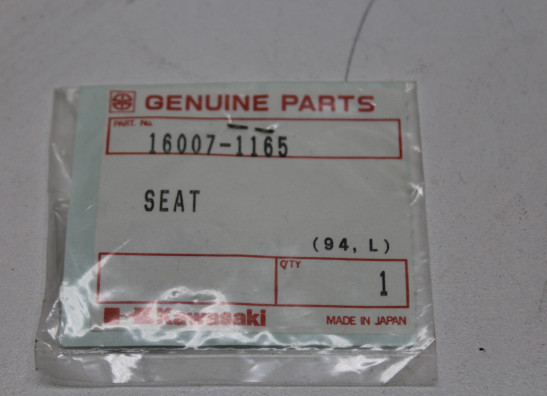 GENUINE PARTS
PART. No.
16007-1165
SEAT
(94, L)
Q'TY
1
Kawasaki
MADE IN JAPAN